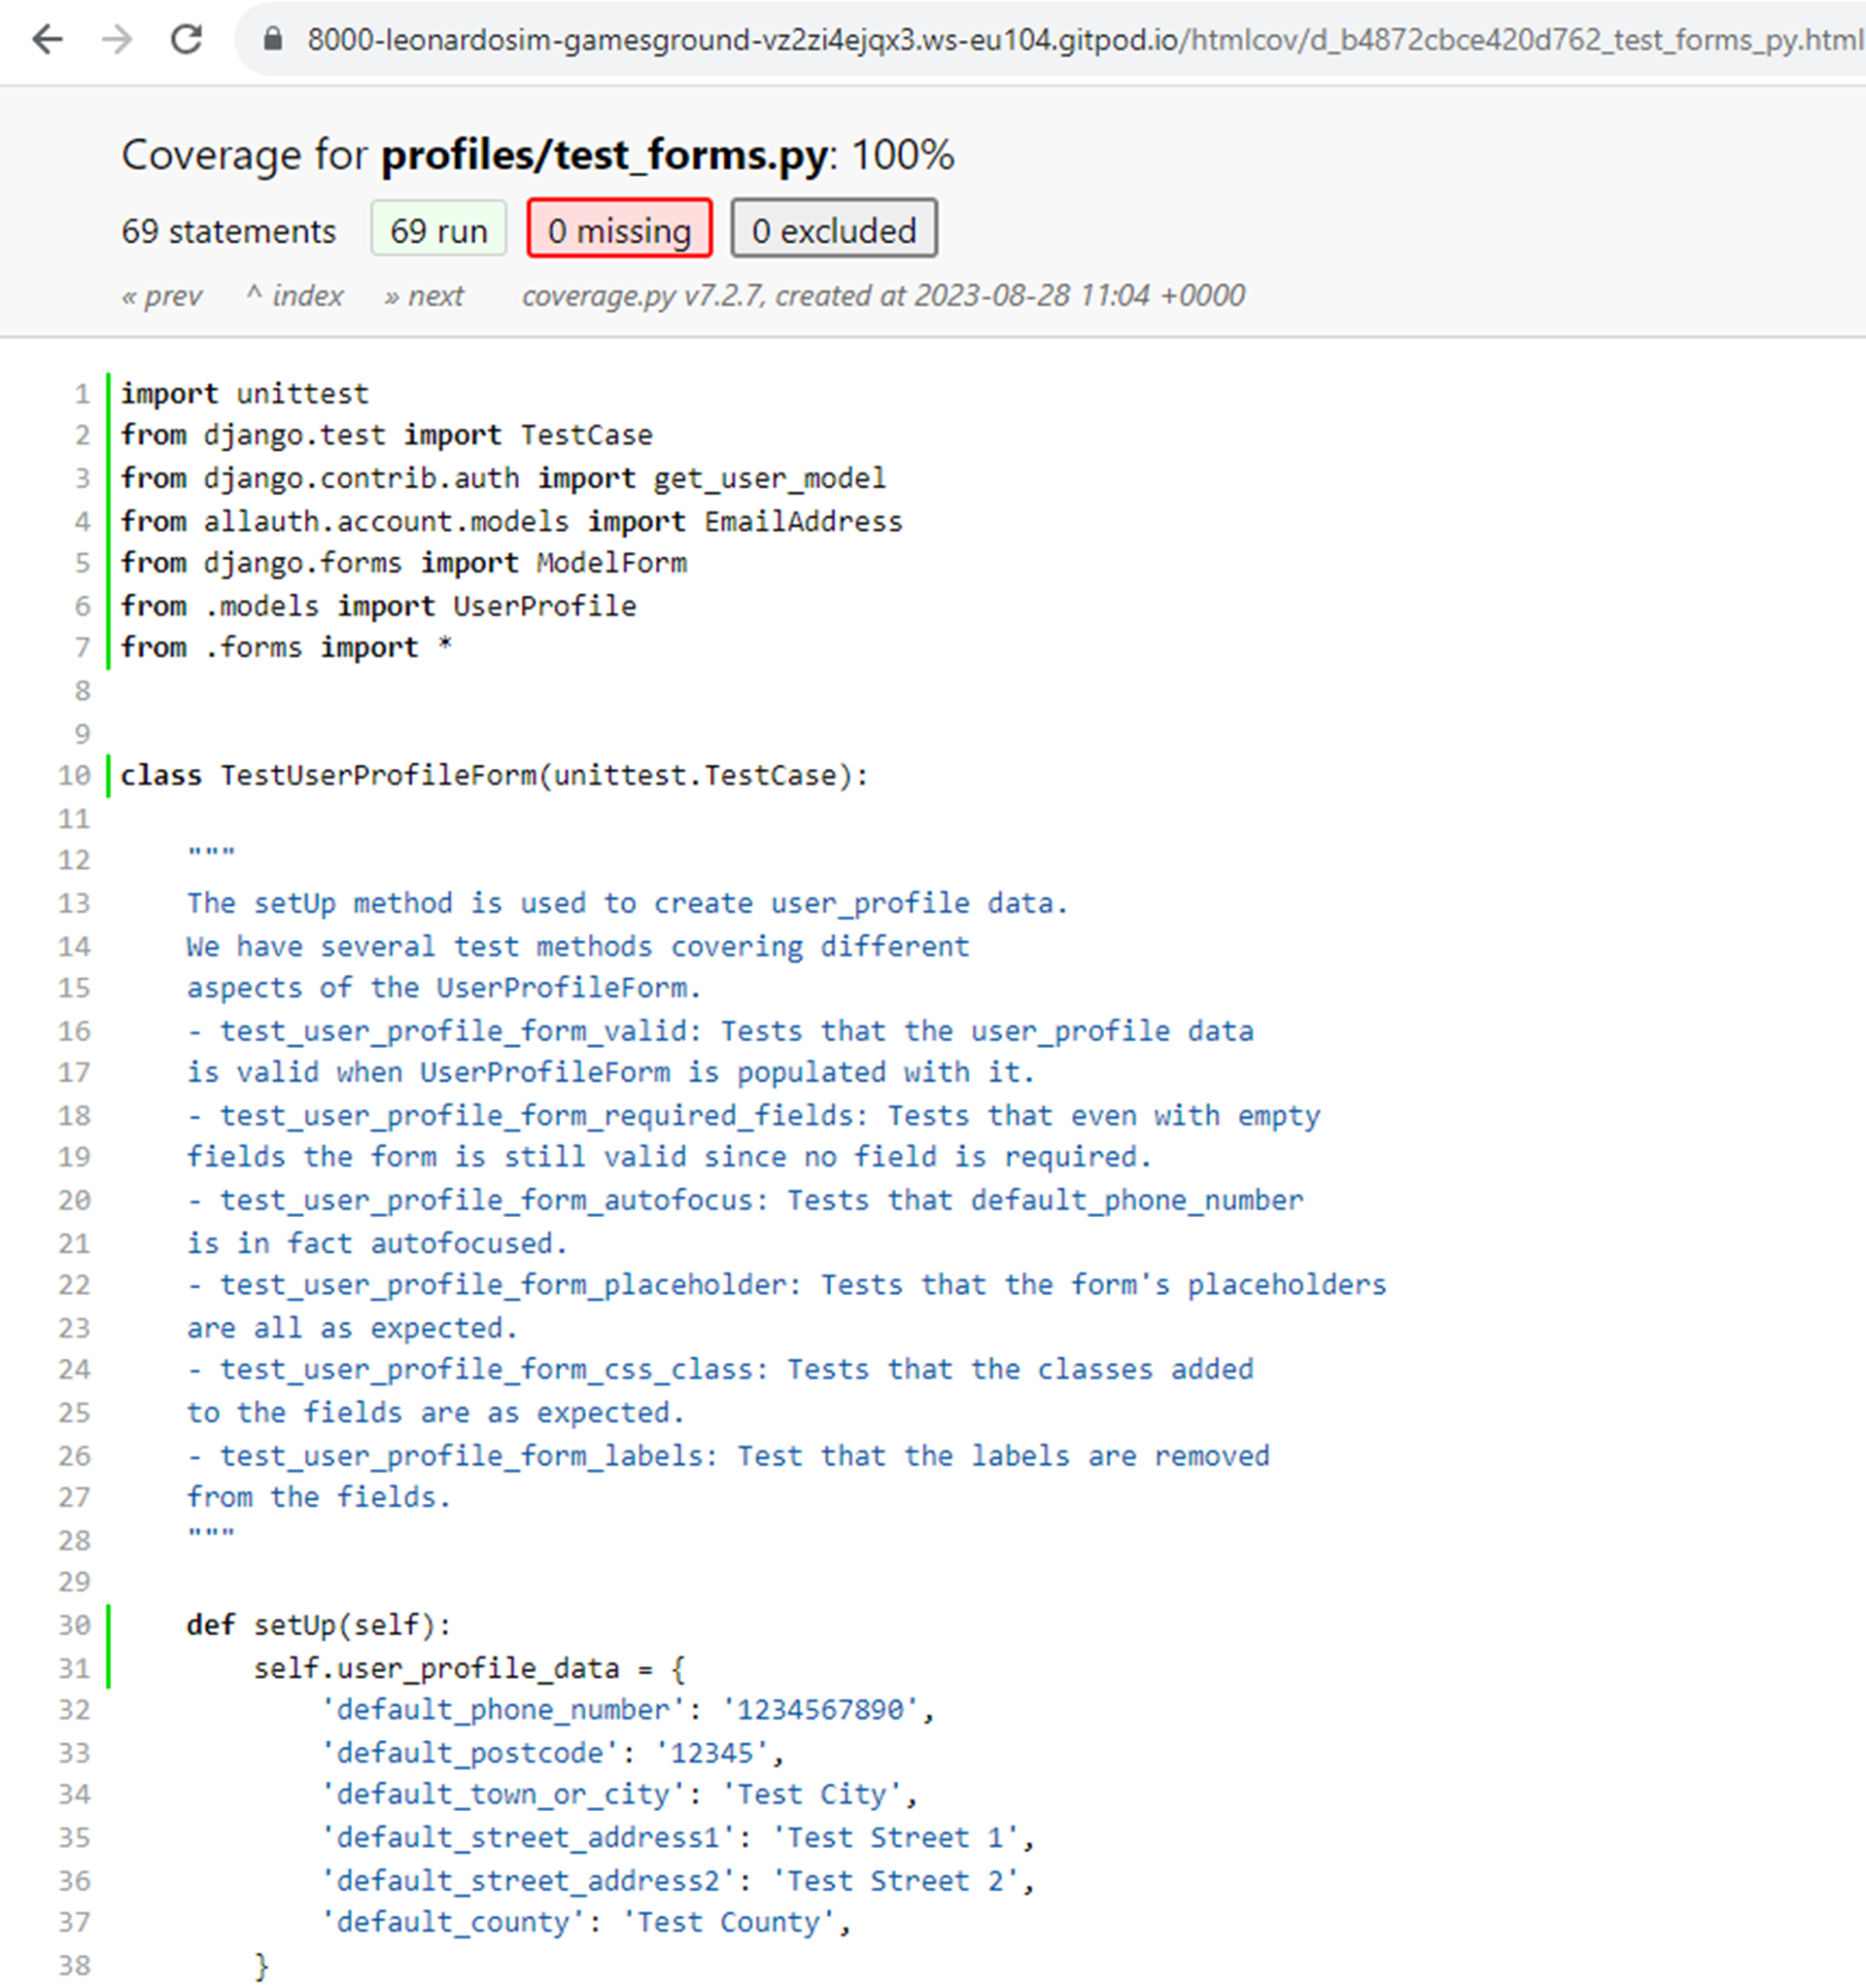 8000-leonardosim-gamesground-vz2zi4ejqx3.ws-eu104.gitpod.io/htmlcov/d_b4872cbce420d762_test_forms_py.html
Coverage for profiles/test_forms.py: 100%
69 statements 69 run 0 missing 0 excluded
« prev ^ index » next coverage.py v7.2.7, created at 2023-08-28 11:04 +0000
1 import unittest
2 from django.test import TestCase
3 from django.contrib.auth import get_user_model
4 from allauth.account.models import EmailAddress
5 from django.forms import ModelForm
6 from .models import UserProfile
7 from .forms import *
8
9
10 class TestUserProfileForm(unittest.TestCase):
11
12     """
13     The setUp method is used to create user_profile data.
14     We have several test methods covering different
15     aspects of the UserProfileForm.
16     - test_user_profile_form_valid: Tests that the user_profile data
17     is valid when UserProfileForm is populated with it.
18     - test_user_profile_form_required_fields: Tests that even with empty
19     fields the form is still valid since no field is required.
20     - test_user_profile_form_autofocus: Tests that default_phone_number
21     is in fact autofocused.
22     - test_user_profile_form_placeholder: Tests that the form's placeholders
23     are all as expected.
24     - test_user_profile_form_css_class: Tests that the classes added
25     to the fields are as expected.
26     - test_user_profile_form_labels: Test that the labels are removed
27     from the fields.
28     """
29
30     def setUp(self):
31         self.user_profile_data = {
32             'default_phone_number': '1234567890',
33             'default_postcode': '12345',
34             'default_town_or_city': 'Test City',
35             'default_street_address1': 'Test Street 1',
36             'default_street_address2': 'Test Street 2',
37             'default_county': 'Test County',
38         }